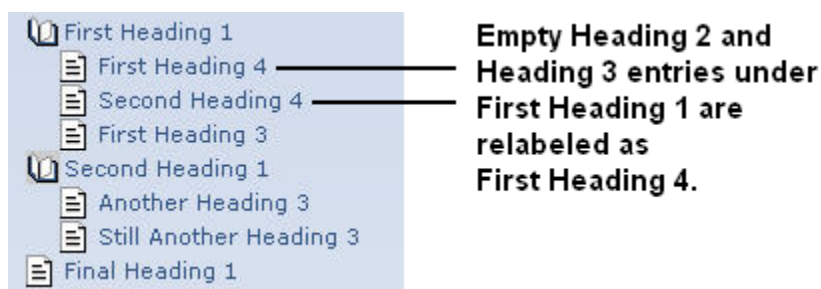 First Heading 1
First Heading 4
Second Heading 4
First Heading 3
Second Heading 1
Another Heading 3
Still Another Heading 3
Final Heading 1
Empty Heading 2 and
Heading 3 entries under
First Heading 1 are
relabeled as
First Heading 4.